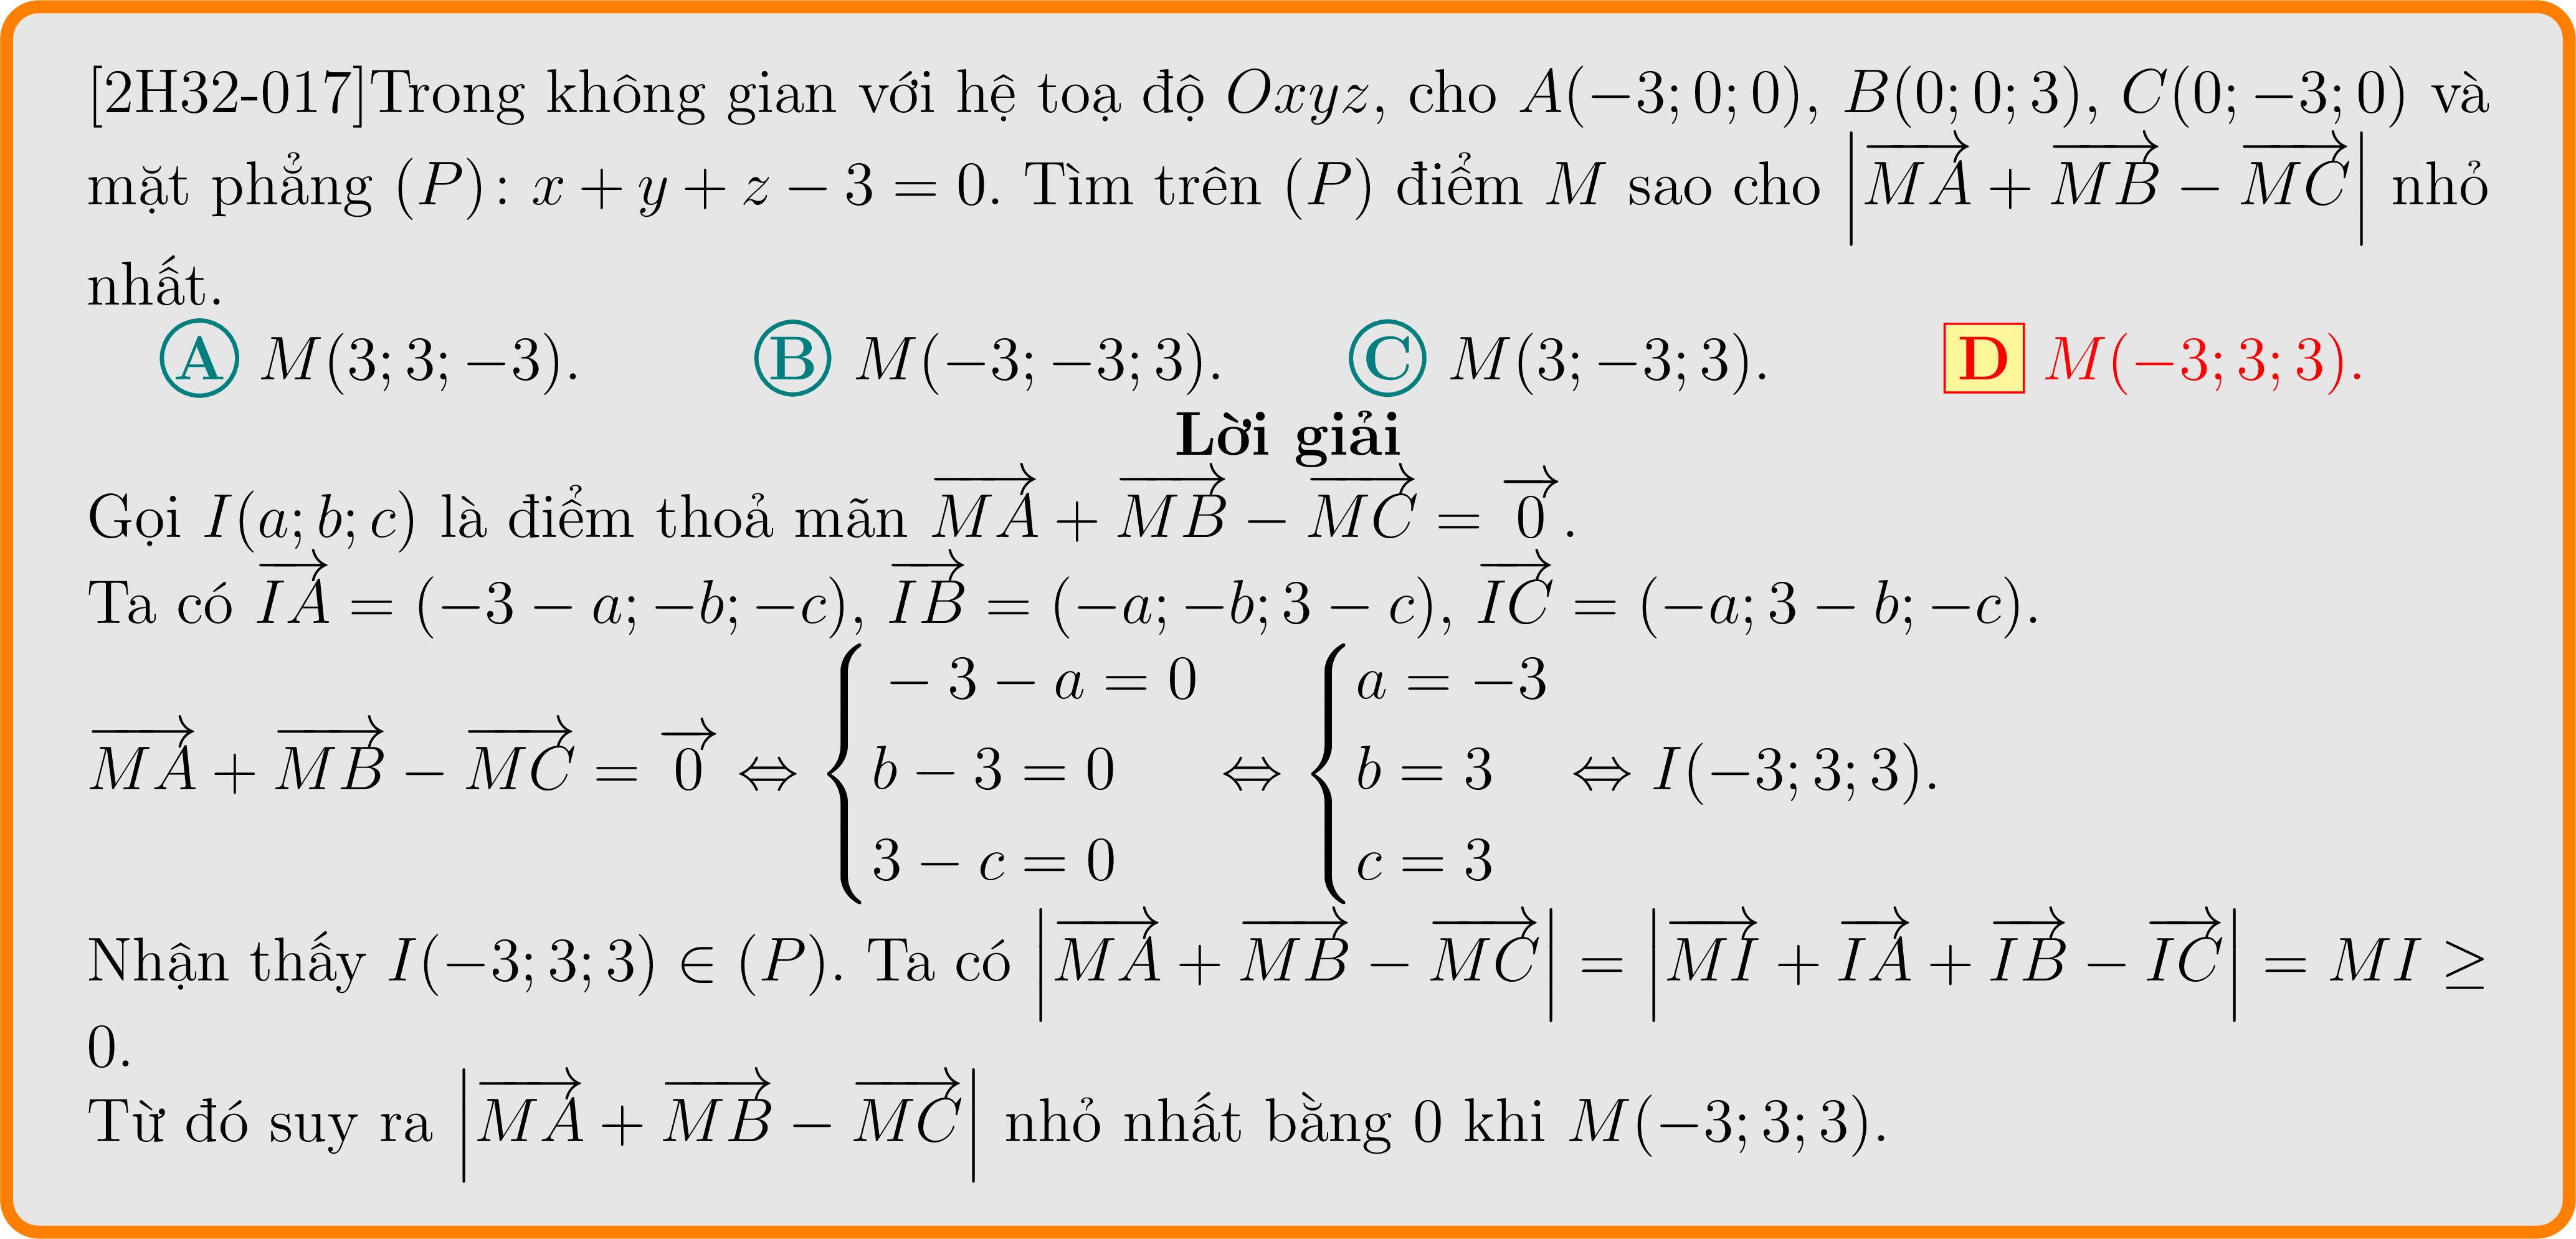 [2H32-017]Trong không gian với hệ toạ độ $Oxyz$, cho $A(-3;0;0)$, $B(0;0;3)$, $C(0;-3;0)$ và
mặt phẳng $(P)\colon x+y+z-3=0$. Tìm trên $(P)$ điểm $M$ sao cho $\left|\overrightarrow{MA}+\overrightarrow{MB}-\overrightarrow{MC}\right|$ nhỏ
nhất.
A $M(3;3;-3)$. B $M(-3;-3;3)$. C $M(3;-3;3)$. D $M(-3;3;3)$.
Lời giải
Gọi $I(a;b;c)$ là điểm thoả mãn $\overrightarrow{MA}+\overrightarrow{MB}-\overrightarrow{MC}=\overrightarrow{0}$.
Ta có $\overrightarrow{IA}=(-3-a;-b;-c)$, $\overrightarrow{IB}=(-a;-b;3-c)$, $\overrightarrow{IC}=(-a;3-b;-c)$.
$\overrightarrow{MA}+\overrightarrow{MB}-\overrightarrow{MC}=\overrightarrow{0}\Leftrightarrow\begin{cases}-3-a=0\\b-3=0\\3-c=0\end{cases}\Leftrightarrow\begin{cases}a=-3\\b=3\\c=3\end{cases}\Leftrightarrow I(-3;3;3)$.
Nhận thấy $I(-3;3;3)\in(P)$. Ta có $\left|\overrightarrow{MA}+\overrightarrow{MB}-\overrightarrow{MC}\right|=\left|\overrightarrow{MI}+\overrightarrow{IA}+\overrightarrow{IB}-\overrightarrow{IC}\right|=MI\geq$
$0$.
Từ đó suy ra $\left|\overrightarrow{MA}+\overrightarrow{MB}-\overrightarrow{MC}\right|$ nhỏ nhất bằng $0$ khi $M(-3;3;3)$.